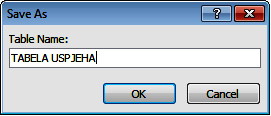 Save As
Table Name:
TABELA USPJEHA
OK
Cancel